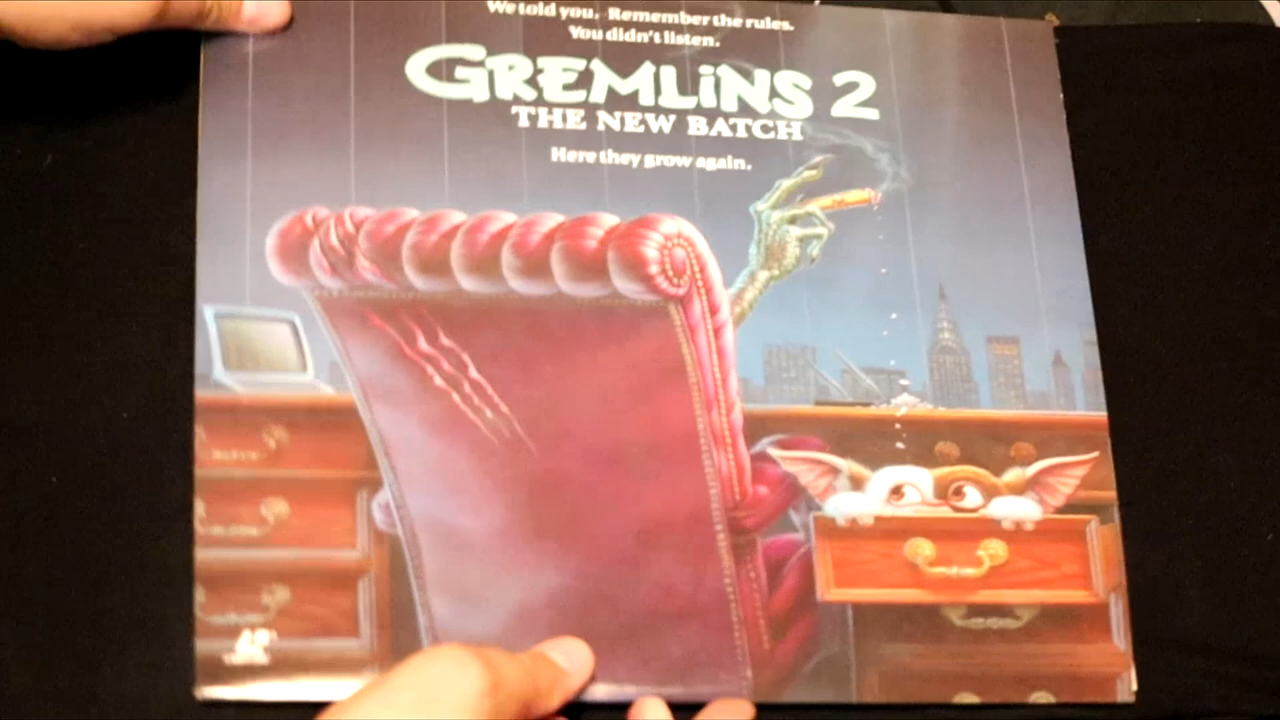 We told you. Remember the rules.
You didn't listen.
GREMLiNS 2
THE NEW BATCH
Here they grow again.